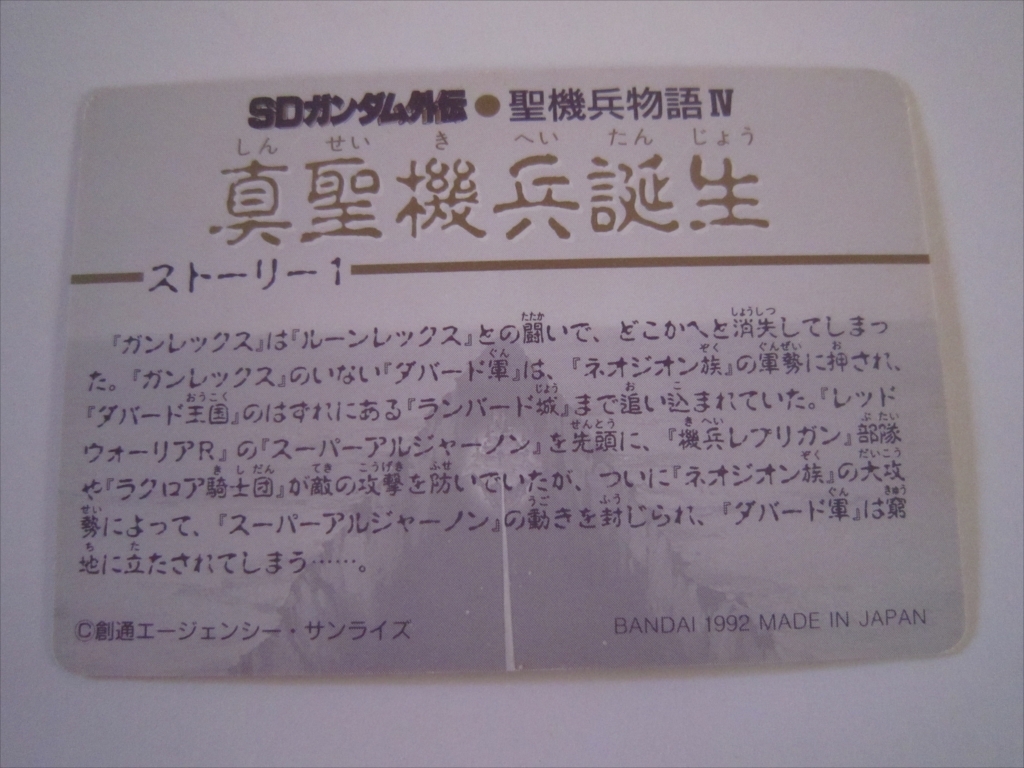 SDガンダム外伝●聖機兵物語Ⅳ
しん せい き へい たん じょう
真聖機兵誕生
ストーリー1
『ガンレックス』は『ルーンレックス』との闘いで、どこかへと消失してしまっ
た。『ガンレックス』のいない『ダバード軍』は、『ネオジオン族』の軍勢に押され、
『ダバード王国』のはずれにある『ランバード城』まで追い込まれていた。『レッド
ウォーリアR』の『スーパーアルジャーノン』を先頭に、『機兵レブリガン』部隊
や『ラクロア騎士団』が敵の攻撃を防いでいたが、ついに『ネオジオン族』の大攻
勢によって、『スーパーアルジャーノン』の動きを封じられ、『ダバード軍』は窮
地に立たされてしまう……。
©創通エージェンシー・サンライズ
BANDAI 1992 MADE IN JAPAN